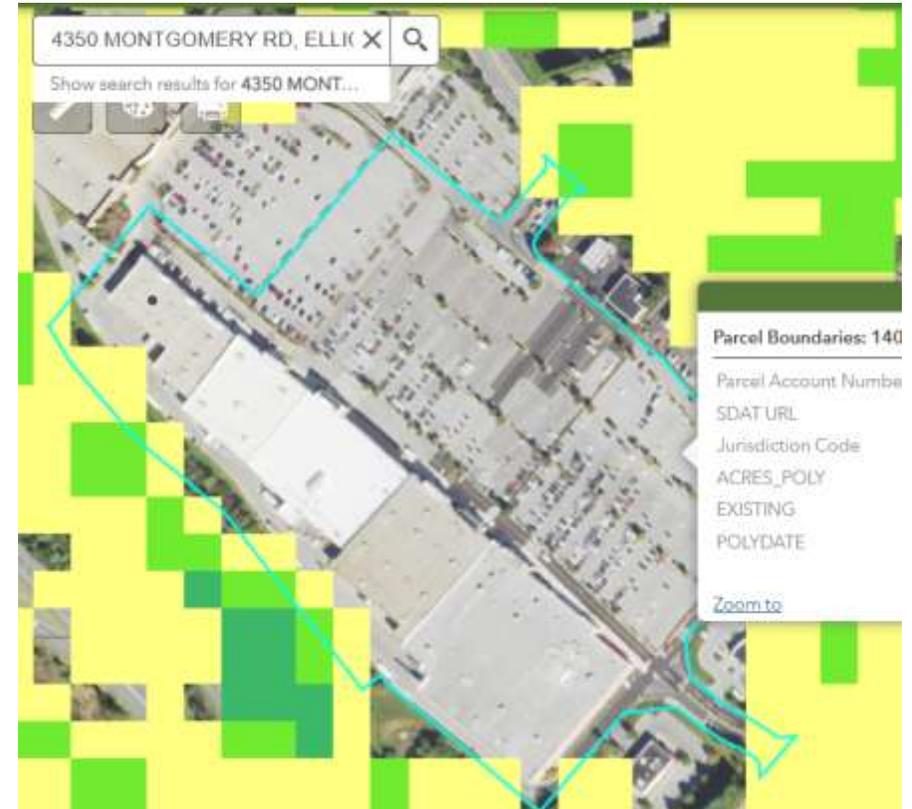 4350 MONTGOMERY RD, ELLI
Show search results for 4350 MONT...
Parcel Boundaries: 140
Parcel Account Numbe
SDAT URL
Jurisdiction Code
ACRES_POLY
EXISTING
POLYDATE
Zoom to